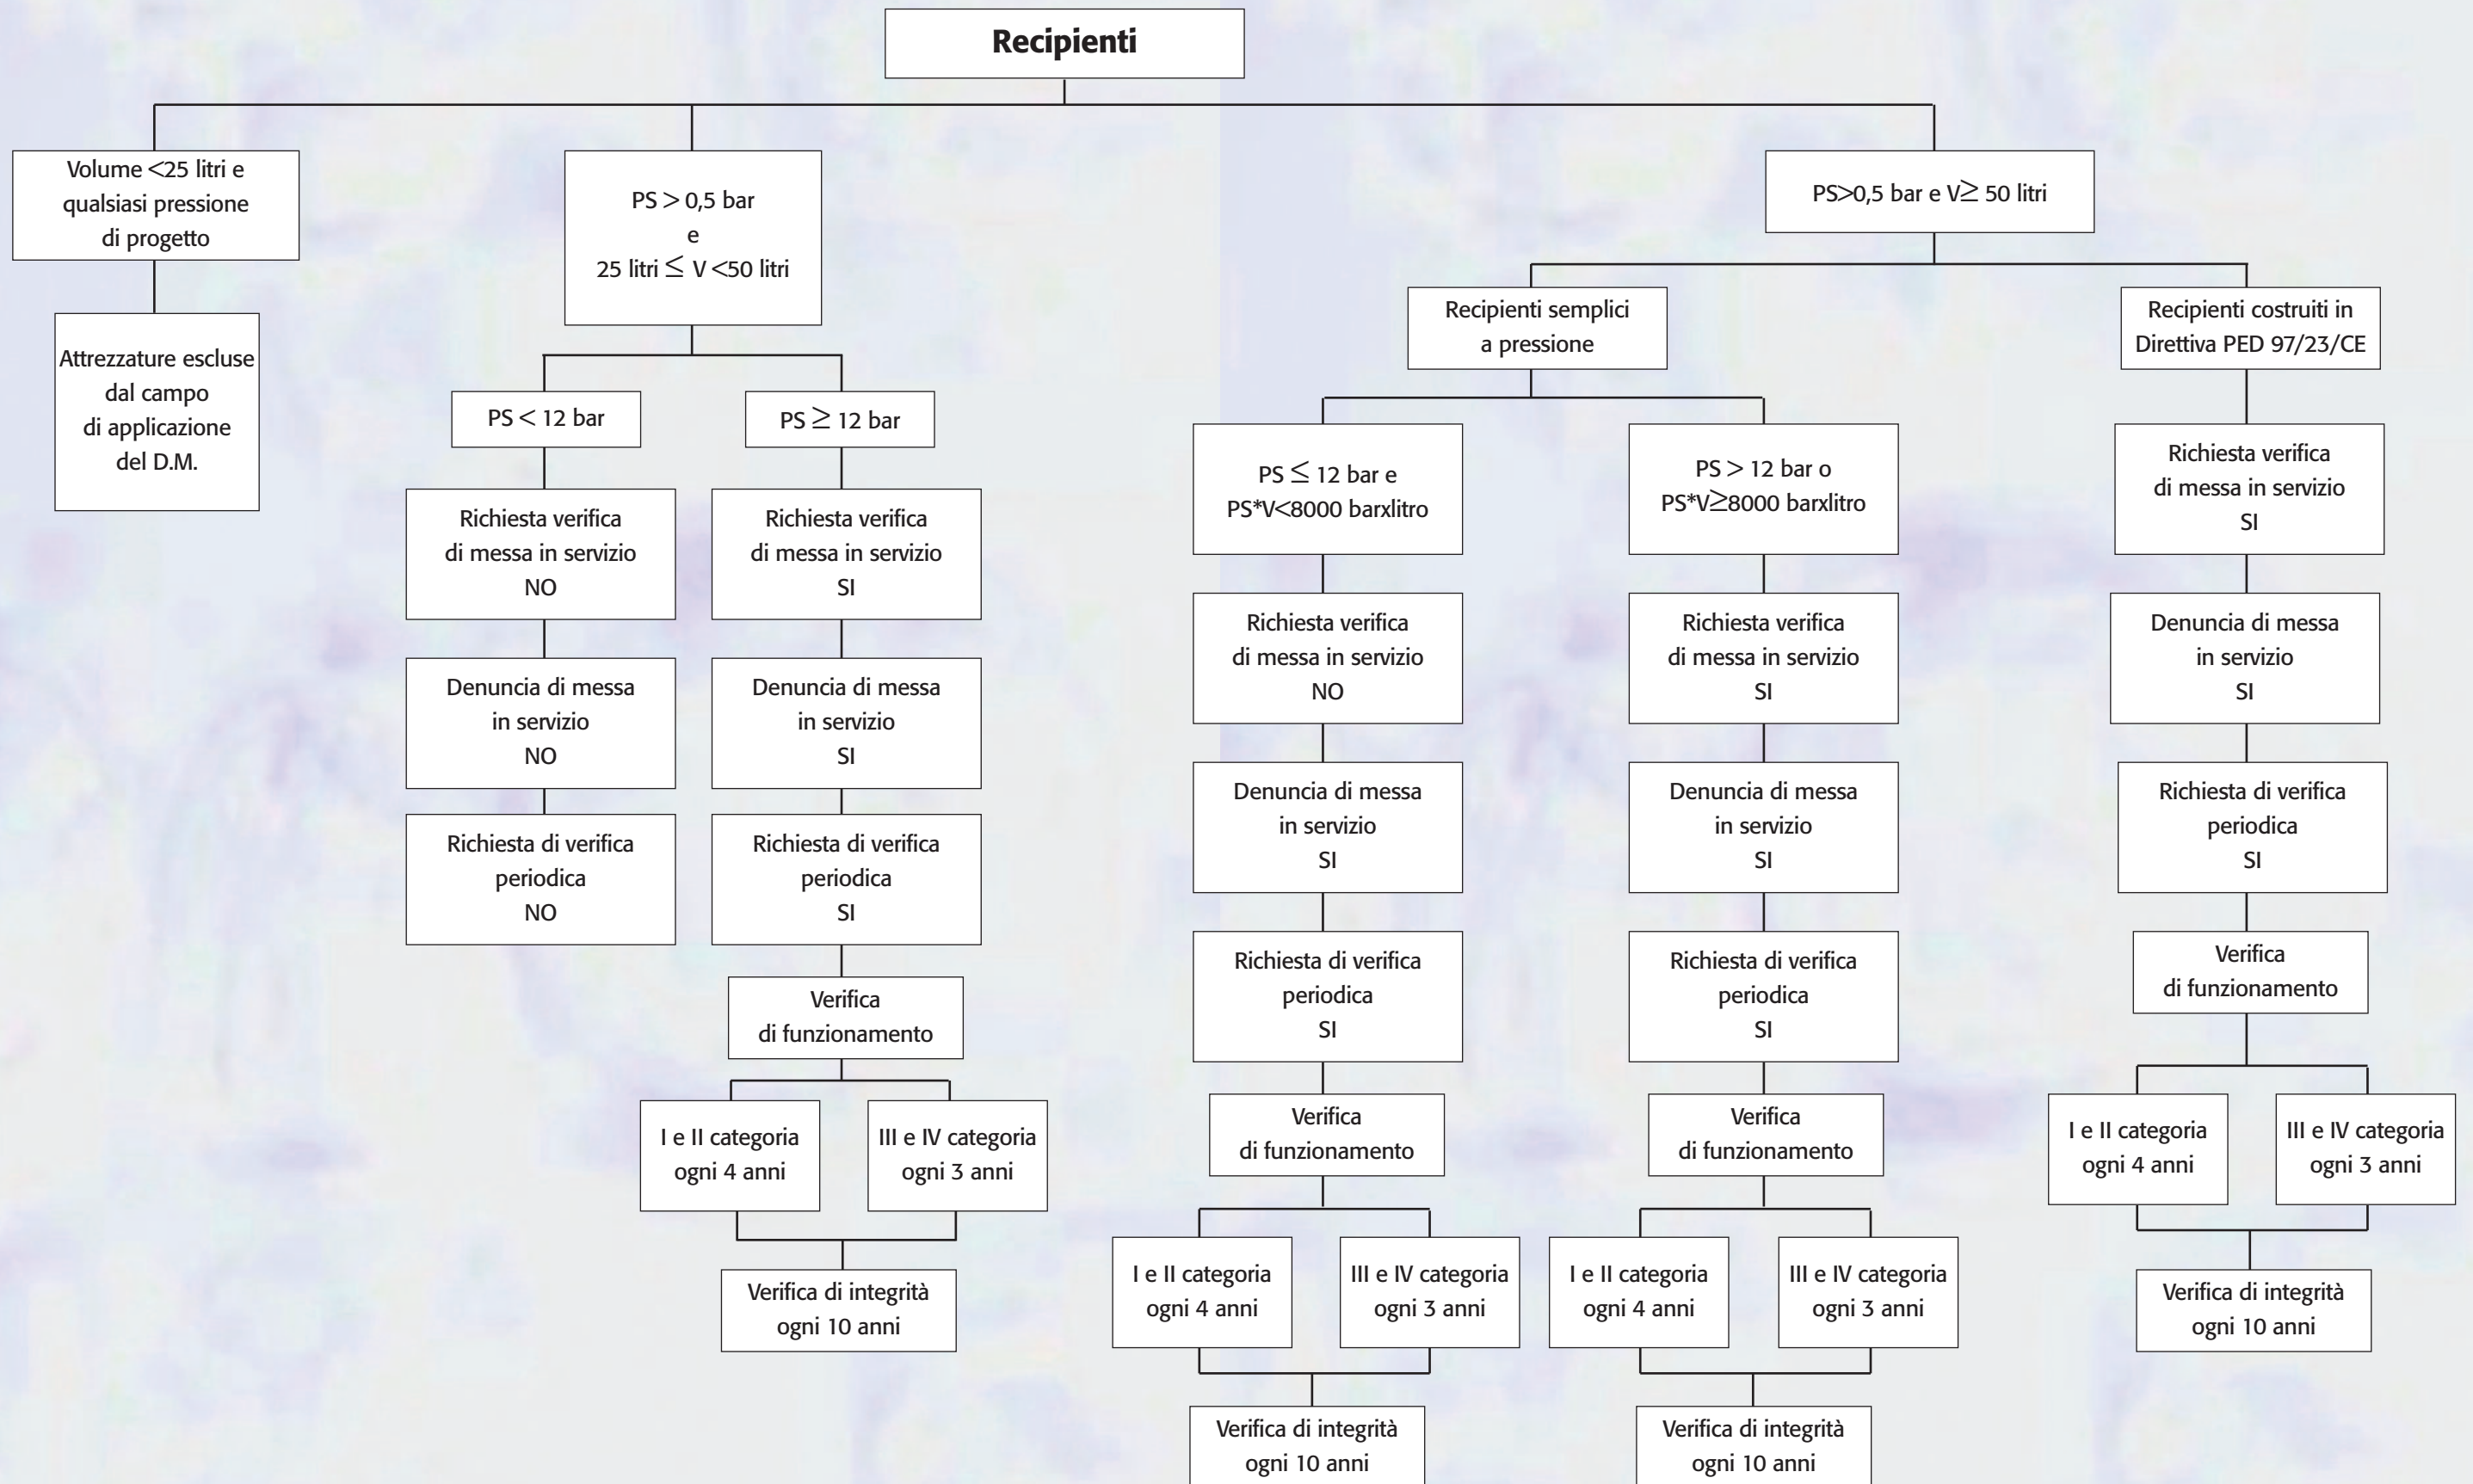 Recipienti
Volume <25 litri e
qualsiasi pressione
di progetto
Attrezzature escluse
dal campo
di applicazione
del D.M.
PS > 0,5 bar
e
25 litri ≤ V <50 litri
PS < 12 bar
Richiesta verifica
di messa in servizio
NO
Denuncia di messa
in servizio
NO
Richiesta di verifica
periodica
NO
PS ≥ 12 bar
Richiesta verifica
di messa in servizio
SI
Denuncia di messa
in servizio
SI
Richiesta di verifica
periodica
SI
Verifica
di funzionamento
I e II categoria
ogni 4 anni
III e IV categoria
ogni 3 anni
Verifica di integrità
ogni 10 anni
PS>0,5 bar e V≥ 50 litri
Recipienti semplici
a pressione
PS ≤ 12 bar e
PS*V<8000 barxlitro
Richiesta verifica
di messa in servizio
NO
Denuncia di messa
in servizio
SI
Richiesta di verifica
periodica
SI
Verifica
di funzionamento
I e II categoria
ogni 4 anni
III e IV categoria
ogni 3 anni
Verifica di integrità
ogni 10 anni
PS > 12 bar o
PS*V≥8000 barxlitro
Richiesta verifica
di messa in servizio
SI
Denuncia di messa
in servizio
SI
Richiesta di verifica
periodica
SI
Verifica
di funzionamento
I e II categoria
ogni 4 anni
III e IV categoria
ogni 3 anni
Verifica di integrità
ogni 10 anni
Recipienti costruiti in
Direttiva PED 97/23/CE
Richiesta verifica
di messa in servizio
SI
Denuncia di messa
in servizio
SI
Richiesta di verifica
periodica
SI
Verifica
di funzionamento
I e II categoria
ogni 4 anni
III e IV categoria
ogni 3 anni
Verifica di integrità
ogni 10 anni